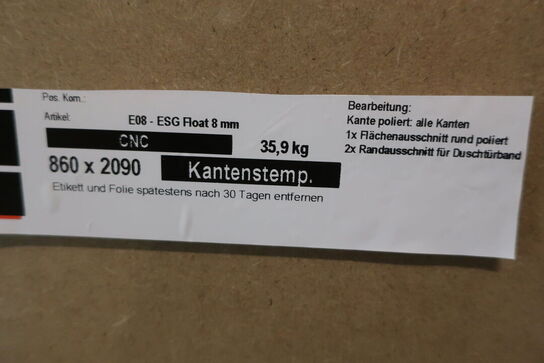 Pos. Kom.:
Artikel: E08 - ESG Float 8 mm
CNC 35,9 kg
860 x 2090 Kantenstemp.
Etikett und Folie spätestens nach 30 Tagen entfernen
Bearbeitung:
Kante poliert: alle Kanten
1x Flächenausschnitt rund poliert
2x Randausschnitt für Duschtürband